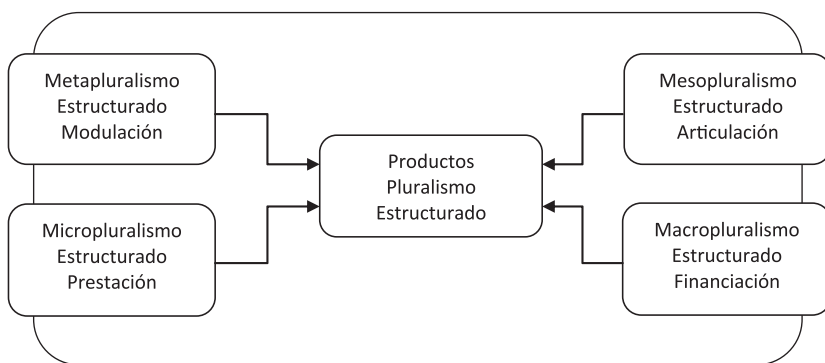 Metapluralismo
Estructurado
Modulación
Mesopluralismo
Estructurado
Articulación
Productos
Pluralismo
Estructurado
Micropluralismo
Estructurado
Prestación
Macropluralismo
Estructurado
Financiación